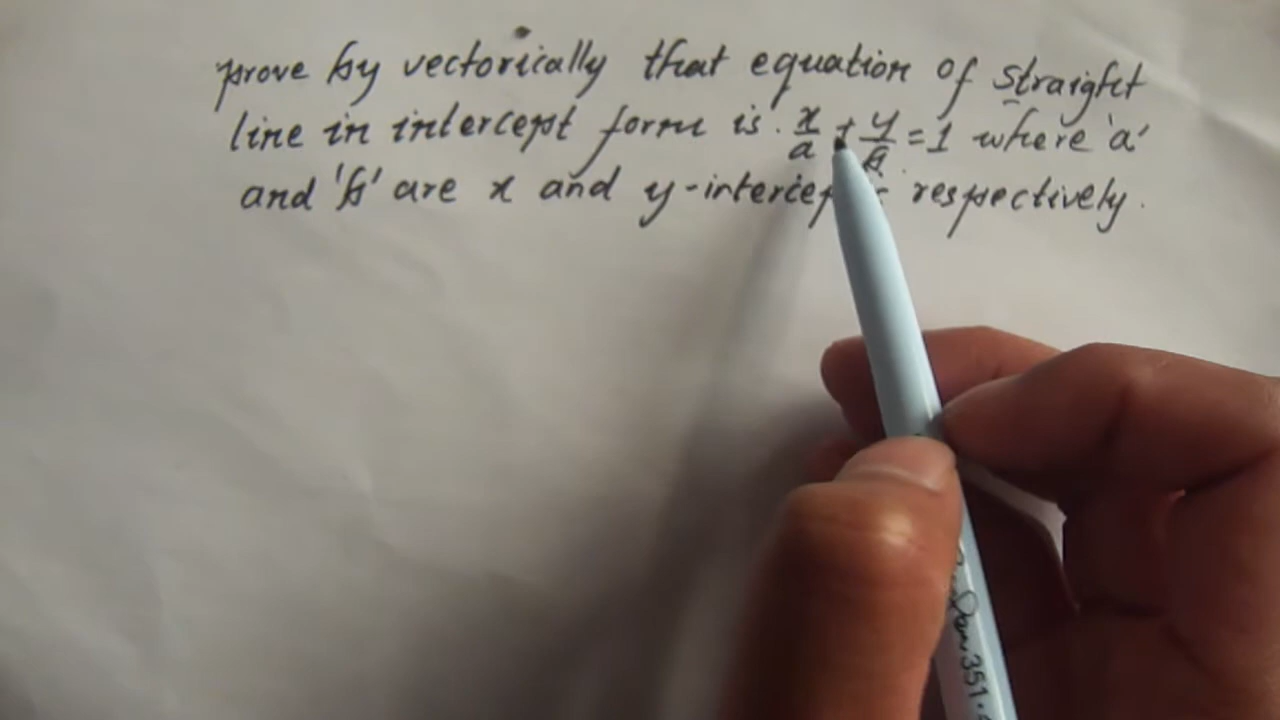 prove by vectorically that equation of straight
line in intercept form is x/a + y/b = 1 where 'a'
and 'b' are x and y-intercepts respectively.
351